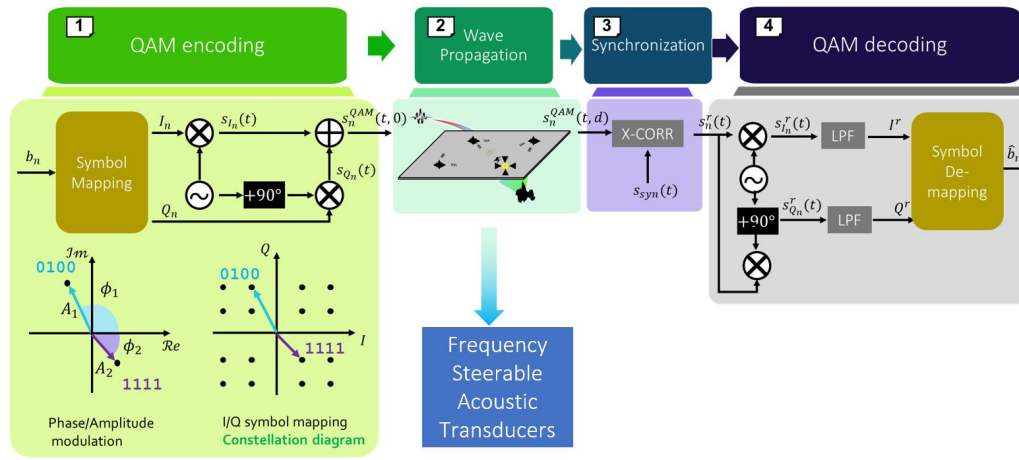 1
QAM encoding
2
Wave
Propagation
3
Synchronization
4
QAM decoding
b_n
Symbol
Mapping
I_n
s_{I_n}(t)
s_n^{QAM}(t, 0)
+90°
s_{Q_n}(t)
Q_n
s_n^{QAM}(t, d)
X-CORR
s_{syn}(t)
s_n^r(t)
s_{I_n}^r(t)
LPF
I^r
+90°
s_{Q_n}^r(t)
LPF
Q^r
Symbol
De-
mapping
b̂_n
ℐm
0100
ϕ_1
A_1
ϕ_2
ℛe
A_2
1111
Q
0100
I
1111
Phase/Amplitude
modulation
I/Q symbol mapping
Constellation diagram
Frequency
Steerable
Acoustic
Transducers